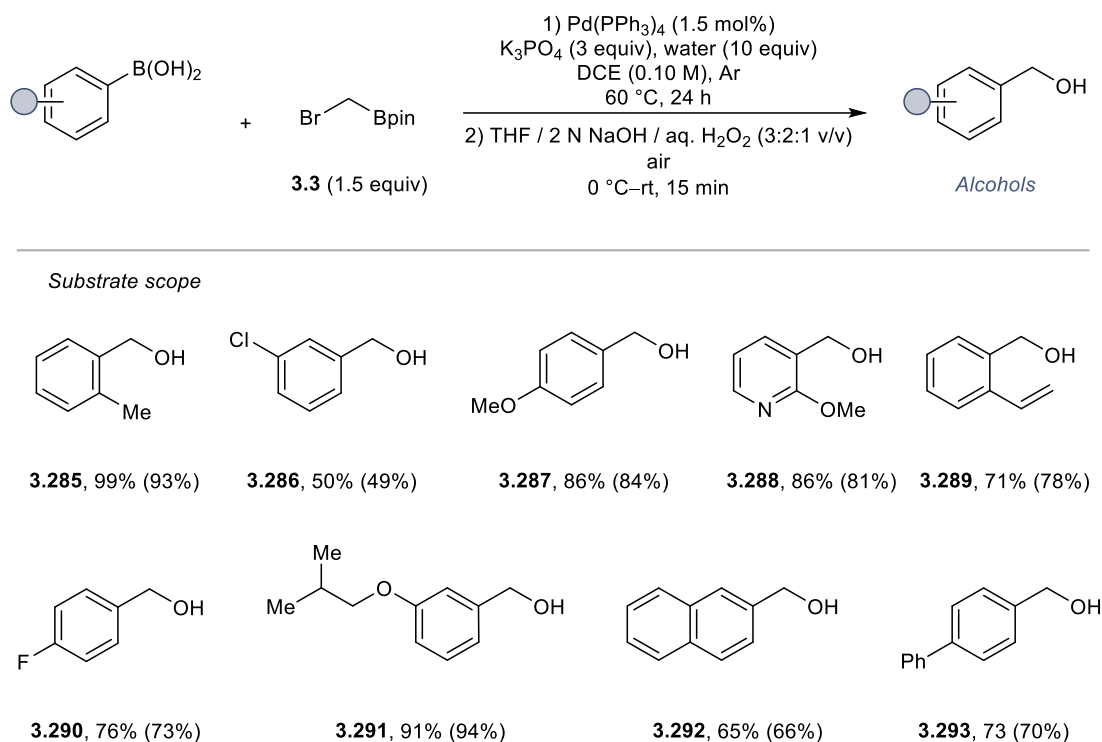 1) Pd(PPh3)4 (1.5 mol%)
K3PO4 (3 equiv), water (10 equiv)
DCE (0.10 M), Ar
60 °C, 24 h
B(OH)2
+
Br
Bpin
3.3 (1.5 equiv)
2) THF / 2 N NaOH / aq. H2O2 (3:2:1 v/v)
air
0 °C–rt, 15 min
OH
Alcohols
Substrate scope
OH
Me
Cl
OH
MeO
OH
N
OMe
OH
OH
3.285, 99% (93%)
3.286, 50% (49%)
3.287, 86% (84%)
3.288, 86% (81%)
3.289, 71% (78%)
F
OH
Me
Me
O
OH
OH
Ph
OH
3.290, 76% (73%)
3.291, 91% (94%)
3.292, 65% (66%)
3.293, 73 (70%)